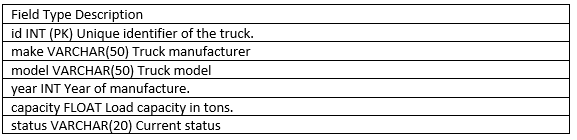 Field Type Description
id INT (PK) Unique identifier of the truck.
make VARCHAR(50) Truck manufacturer
model VARCHAR(50) Truck model
year INT Year of manufacture.
capacity FLOAT Load capacity in tons.
status VARCHAR(20) Current status